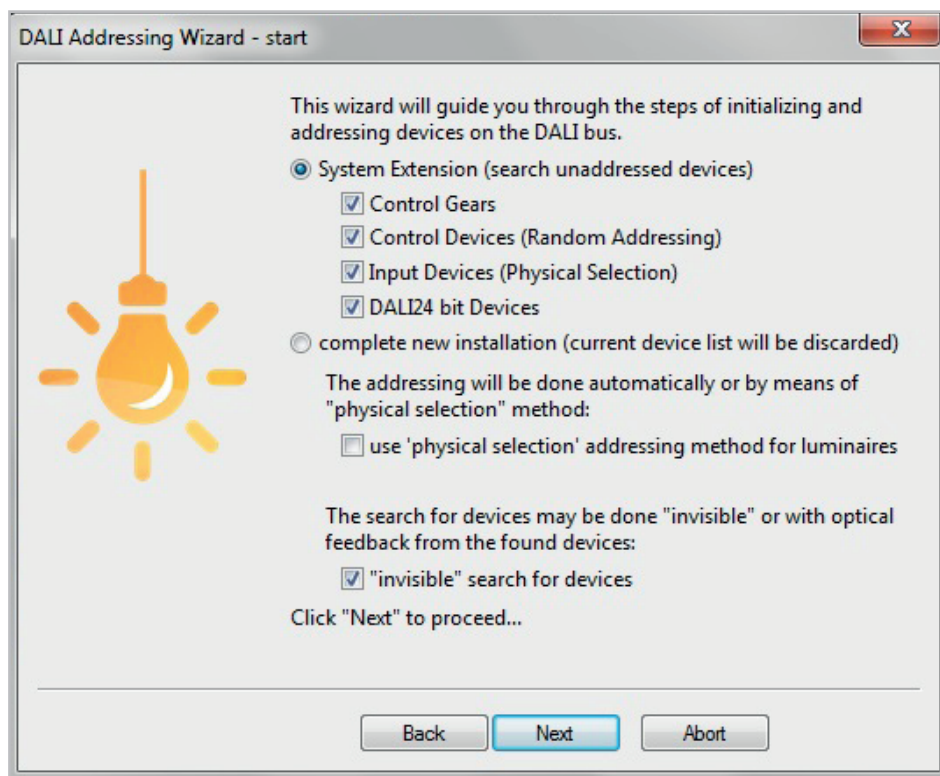 DALI Addressing Wizard - start
This wizard will guide you through the steps of initializing and
addressing devices on the DALI bus.
System Extension (search unaddressed devices)
Control Gears
Control Devices (Random Addressing)
Input Devices (Physical Selection)
DALI24 bit Devices
complete new installation (current device list will be discarded)
The addressing will be done automatically or by means of
"physical selection" method:
use 'physical selection' addressing method for luminaires
The search for devices may be done "invisible" or with optical
feedback from the found devices:
"invisible" search for devices
Click "Next" to proceed...
Back Next Abort